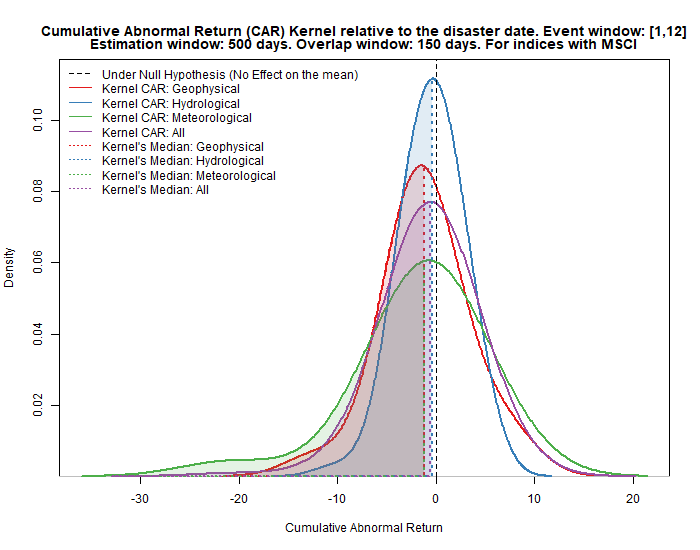 Cumulative Abnormal Return (CAR) Kernel relative to the disaster date. Event window: [1,12]
Estimation window: 500 days. Overlap window: 150 days. For indices with MSCI
Under Null Hypothesis (No Effect on the mean)
Kernel CAR: Geophysical
Kernel CAR: Hydrological
Kernel CAR: Meteorological
Kernel CAR: All
Kernel's Median: Geophysical
Kernel's Median: Hydrological
Kernel's Median: Meteorological
Kernel's Median: All
Density
0.10
0.08
0.06
0.04
0.02
-30 -20 -10 0 10 20
Cumulative Abnormal Return